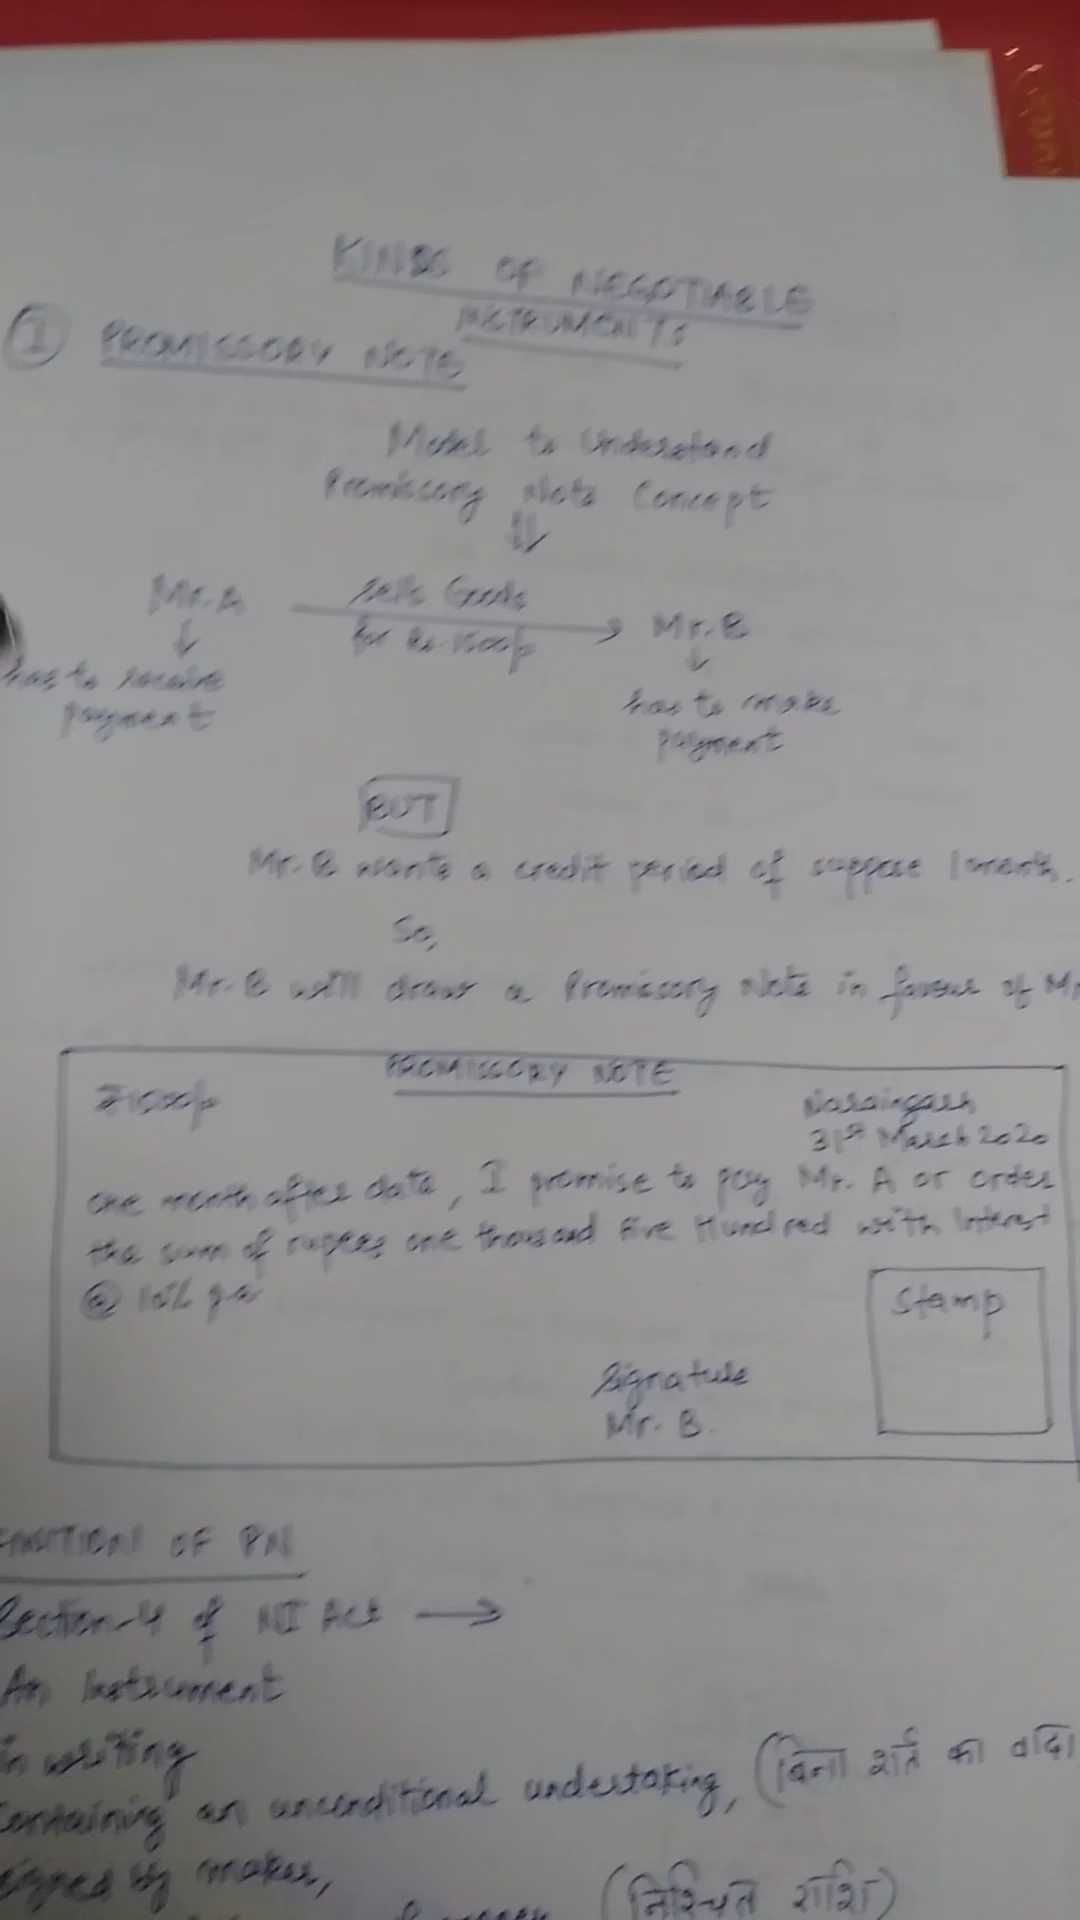 KINDS OF NEGOTIABLE
INSTRUMENTS
I PROMISSORY NOTE
Model to Understand
Promissory Note Concept
Mr. A
Sells Goods
for Rs. 1500/-
Mr. B
has to receive
payment
has to make
payment
BUT
Mr. B wants a credit period of suppose 1 month.
So,
Mr. B will draw a Promissory Note in favour of
PROMISSORY NOTE
₹1500/-
Naraingarh
31st March 2020
one month after date, I promise to pay Mr. A or order
the sum of rupees one thousand Five Hundred with Interest
@ 10% p.a
Stamp
Signature
Mr. B.
OF PN
Section-4 of NI Act →
An Instrument
in writing
containing an unconditional undertaking, (बिना शर्त का
signed by maker,
(निश्चित राशि)